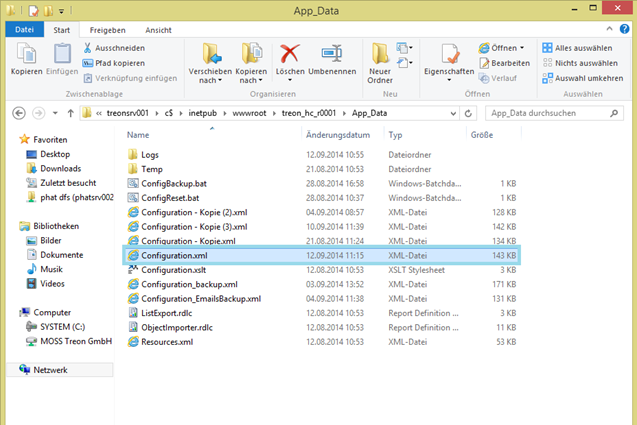 App_Data
Datei Start Freigeben Ansicht
Kopieren Einfügen Ausschneiden Pfad kopieren Verknüpfung einfügen
Verschieben nach Kopieren nach Löschen Umbenennen
Neuer Ordner
Eigenschaften Öffnen Bearbeiten Verlauf
Alles auswählen Nichts auswählen Auswahl umkehren
Zwischenablage Organisieren Neu Öffnen Auswählen
« treonsrv001 c$ inetpub wwwroot treon_hc_r0001 App_Data App_Data durchsuchen
Name Änderungsdatum Typ Größe
Favoriten
Desktop
Downloads
Zuletzt besucht
phat dfs (phatsrv002
Bibliotheken
Bilder
Dokumente
Musik
Videos
Computer
SYSTEM (C:)
MOSS Treon GmbH
Netzwerk
Logs 12.09.2014 10:55 Dateiordner
Temp 21.08.2014 10:53 Dateiordner
ConfigBackup.bat 28.08.2014 16:58 Windows-Batchda... 1 KB
ConfigReset.bat 28.08.2014 10:37 Windows-Batchda... 1 KB
Configuration - Kopie (2).xml 04.09.2014 08:57 XML-Datei 128 KB
Configuration - Kopie (3).xml 10.09.2014 11:39 XML-Datei 142 KB
Configuration - Kopie.xml 21.08.2014 11:24 XML-Datei 134 KB
Configuration.xml 12.09.2014 11:15 XML-Datei 143 KB
Configuration.xslt 12.08.2014 10:53 XSLT Stylesheet 3 KB
Configuration_backup.xml 03.09.2014 13:52 XML-Datei 171 KB
Configuration_EmailsBackup.xml 04.09.2014 11:38 XML-Datei 131 KB
ListExport.rdlc 12.08.2014 10:53 Report Definition ... 3 KB
ObjectImporter.rdlc 12.08.2014 10:53 Report Definition ... 11 KB
Resources.xml 12.08.2014 10:53 XML-Datei 53 KB